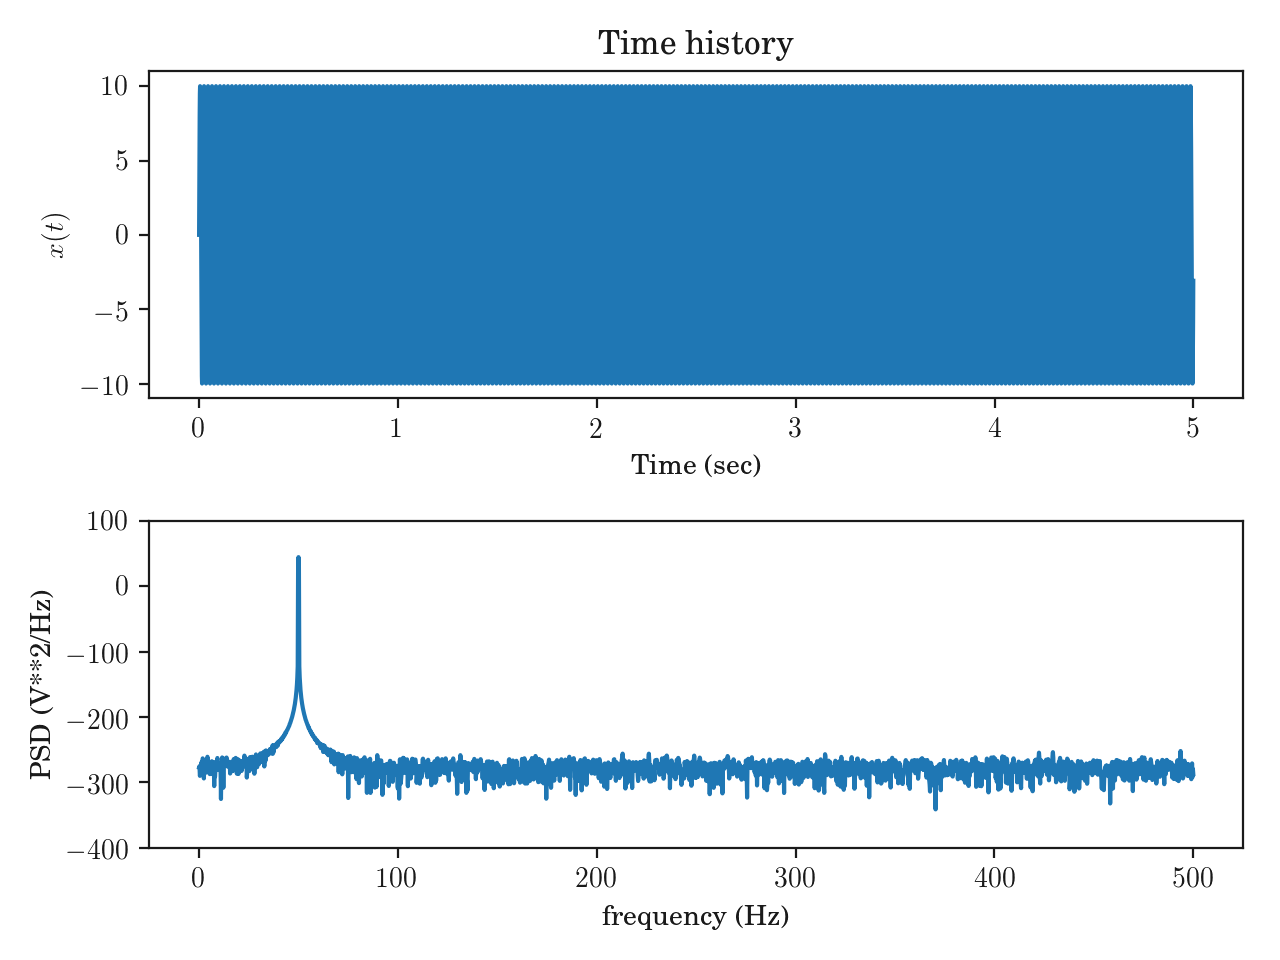 Time history
10
5
0
−5
−10
x(t)
0 1 2 3 4 5
Time (sec)
100
0
−100
−200
−300
−400
PSD (V**2/Hz)
0 100 200 300 400 500
frequency (Hz)